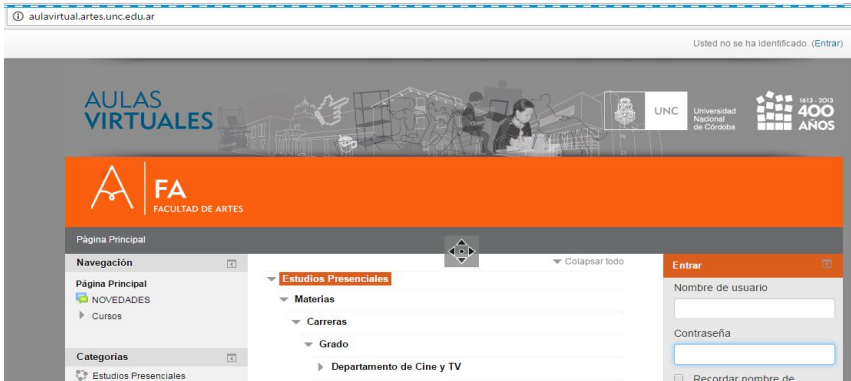 aulavirtual.artes.unc.edu.ar
Usted no se ha identificado. (Entrar)
AULAS
VIRTUALES
UNC
Universidad
Nacional
de Córdoba
1613 - 2013
400
AÑOS
FA
FACULTAD DE ARTES
Página Principal
Navegación
Página Principal
NOVEDADES
Cursos
Categorías
Estudios Presenciales
Colapsar todo
Estudios Presenciales
Materias
Carreras
Grado
Departamento de Cine y TV
Entrar
Nombre de usuario
Contraseña
Recordar nombre de